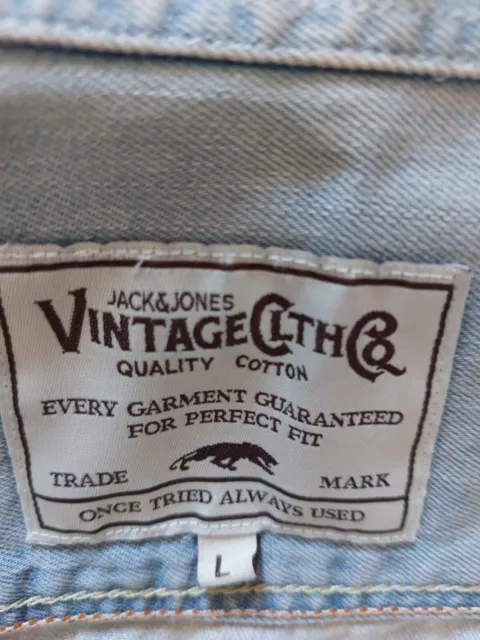 JACK&JONES
VINTAGE CLTH Co
QUALITY COTTON
EVERY GARMENT GUARANTEED
FOR PERFECT FIT
TRADE MARK
ONCE TRIED ALWAYS USED
L